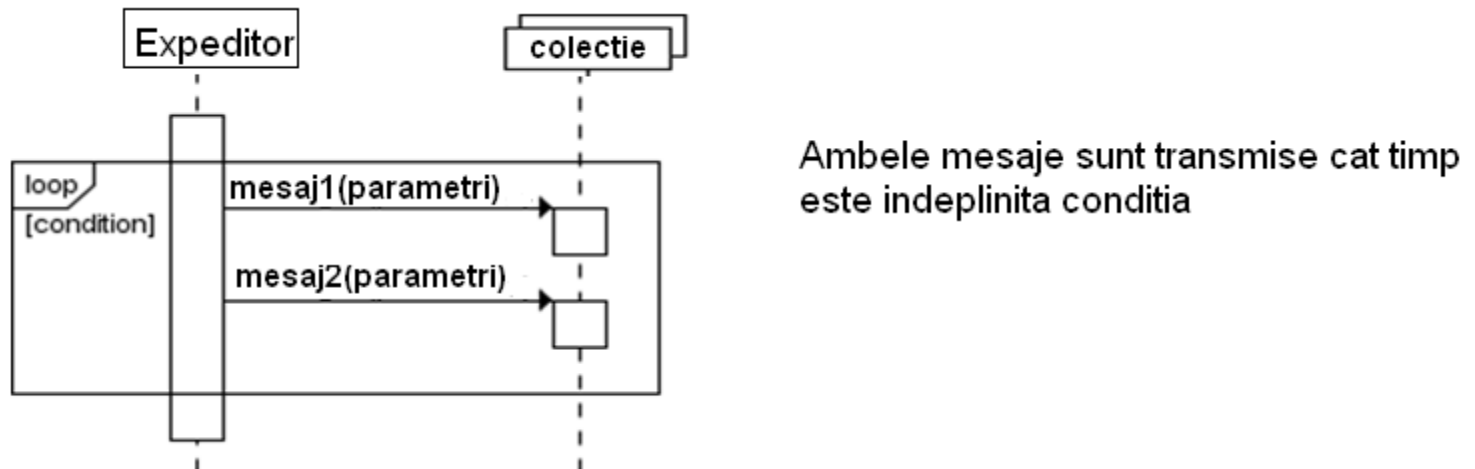 Expeditor
colectie
loop
[condition]
mesaj1(parametri)
mesaj2(parametri)
Ambele mesaje sunt transmise cat timp
este indeplinita conditia